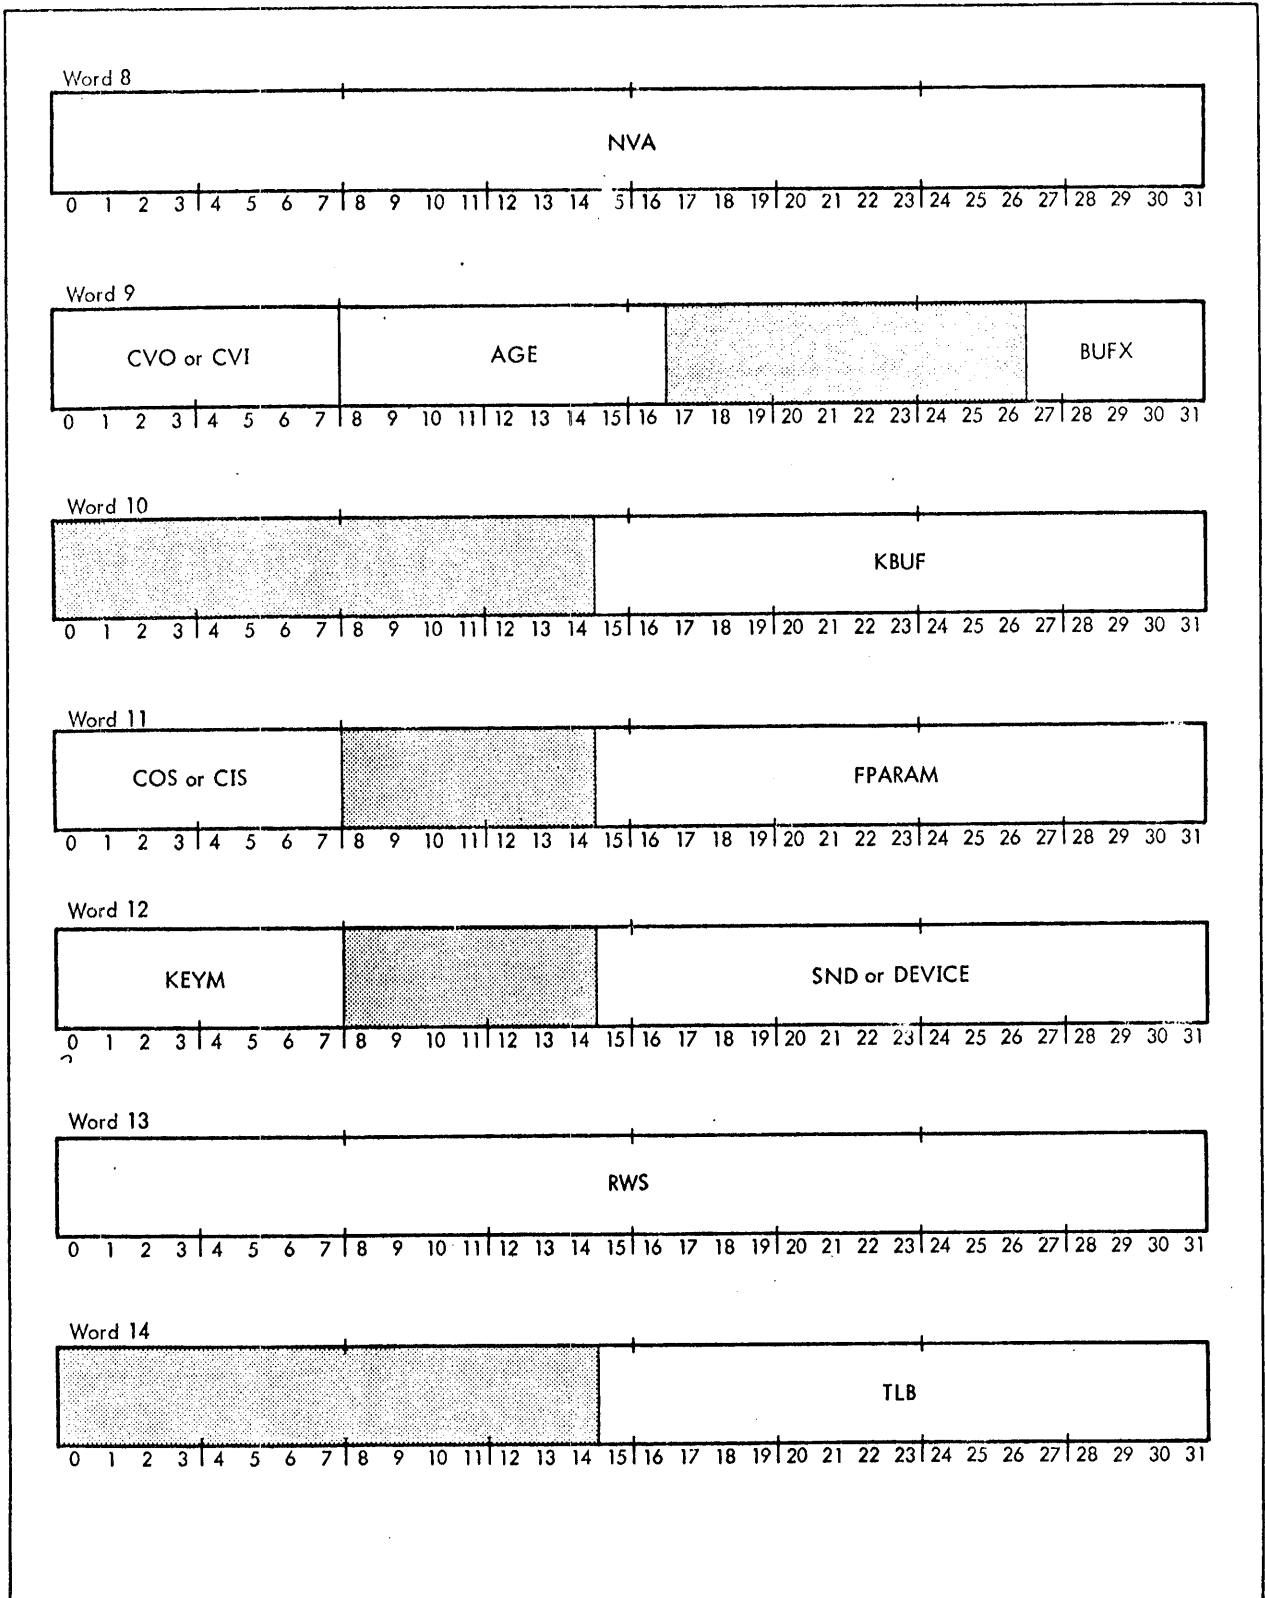 Word 8
NVA
0 1 2 3 4 5 6 7 8 9 10 11 12 13 14 5 16 17 18 19 20 21 22 23 24 25 26 27 28 29 30 31
Word 9
CVO or CVI AGE BUFX
0 1 2 3 4 5 6 7 8 9 10 11 12 13 14 15 16 17 18 19 20 21 22 23 24 25 26 27 28 29 30 31
Word 10
KBUF
0 1 2 3 4 5 6 7 8 9 10 11 12 13 14 15 16 17 18 19 20 21 22 23 24 25 26 27 28 29 30 31
Word 11
COS or CIS FPARAM
0 1 2 3 4 5 6 7 8 9 10 11 12 13 14 15 16 17 18 19 20 21 22 23 24 25 26 27 28 29 30 31
Word 12
KEYM SND or DEVICE
0 1 2 3 4 5 6 7 8 9 10 11 12 13 14 15 16 17 18 19 20 21 22 23 24 25 26 27 28 29 30 31
Word 13
RWS
0 1 2 3 4 5 6 7 8 9 10 11 12 13 14 15 16 17 18 19 20 21 22 23 24 25 26 27 28 29 30 31
Word 14
TLB
0 1 2 3 4 5 6 7 8 9 10 11 12 13 14 15 16 17 18 19 20 21 22 23 24 25 26 27 28 29 30 31